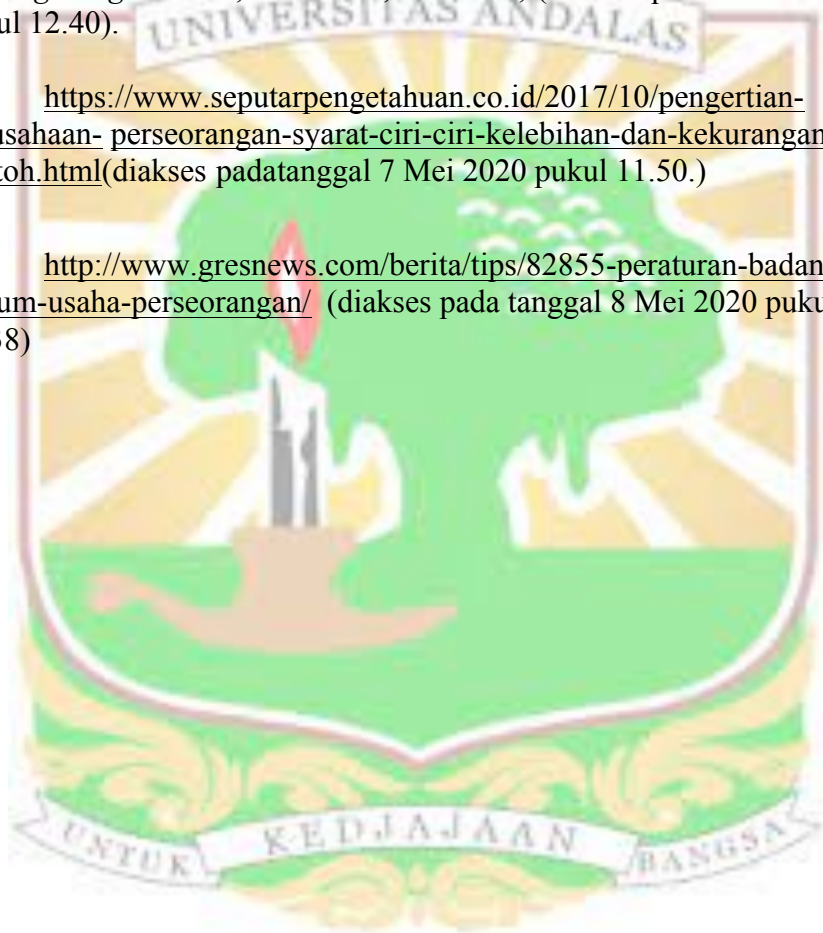 ul 12.40).
UNIVERSITAS ANDALAS
https://www.seputarpengetahuan.co.id/2017/10/pengertian-
usahaan- perseorangan-syarat-ciri-ciri-kelebihan-dan-kekurangan
toh.html(diakses padatanggal 7 Mei 2020 pukul 11.50.)
http://www.gresnews.com/berita/tips/82855-peraturan-badan
um-usaha-perseorangan/ (diakses pada tanggal 8 Mei 2020 puku
58)
UNTUK KEDJAJAAN BANGSA